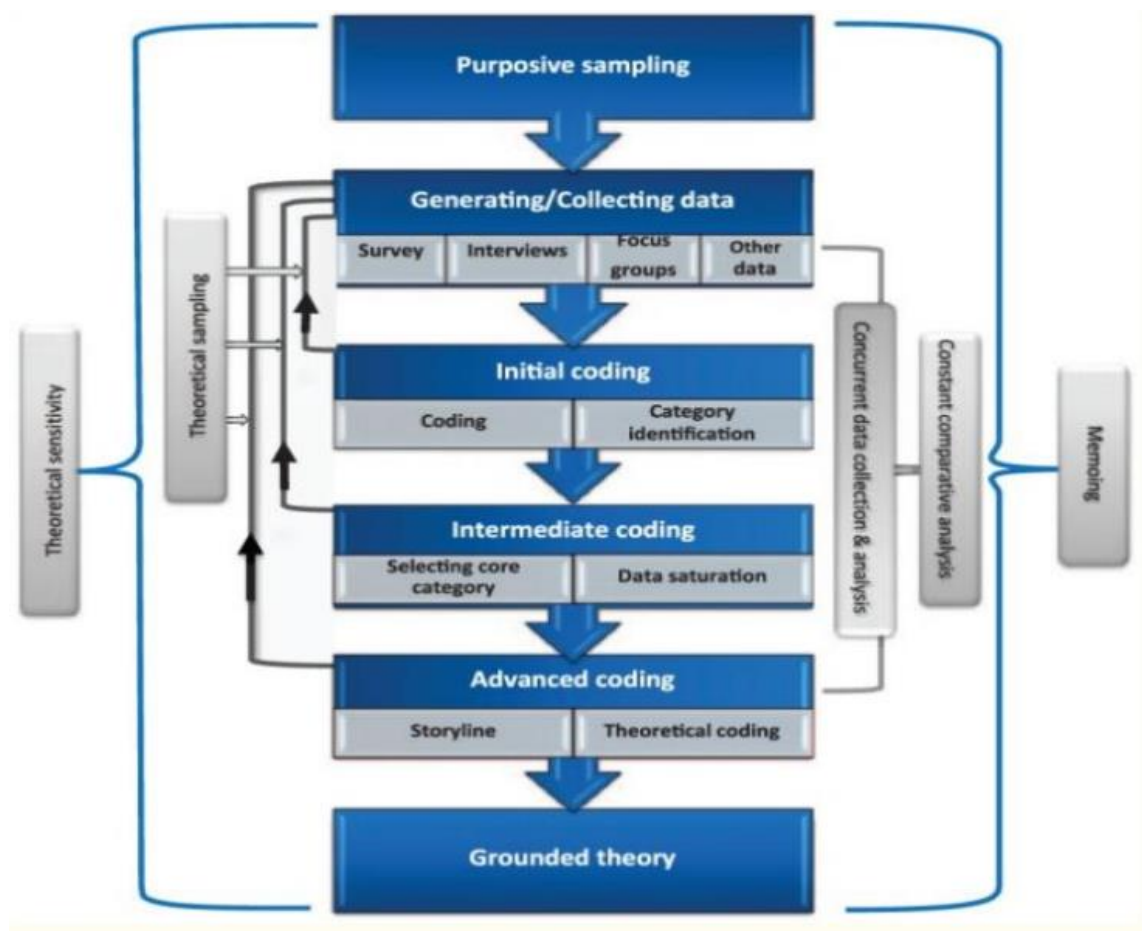 Purposive sampling
Generating/Collecting data
Survey
Interviews
Focus
groups
Other
data
Initial coding
Coding
Category
identification
Intermediate coding
Selecting core
category
Data saturation
Advanced coding
Storyline
Theoretical coding
Grounded theory
Theoretical sensitivity
Theoretical sampling
Concurrent data collection & analysis
Constant comparative analysis
Memoing